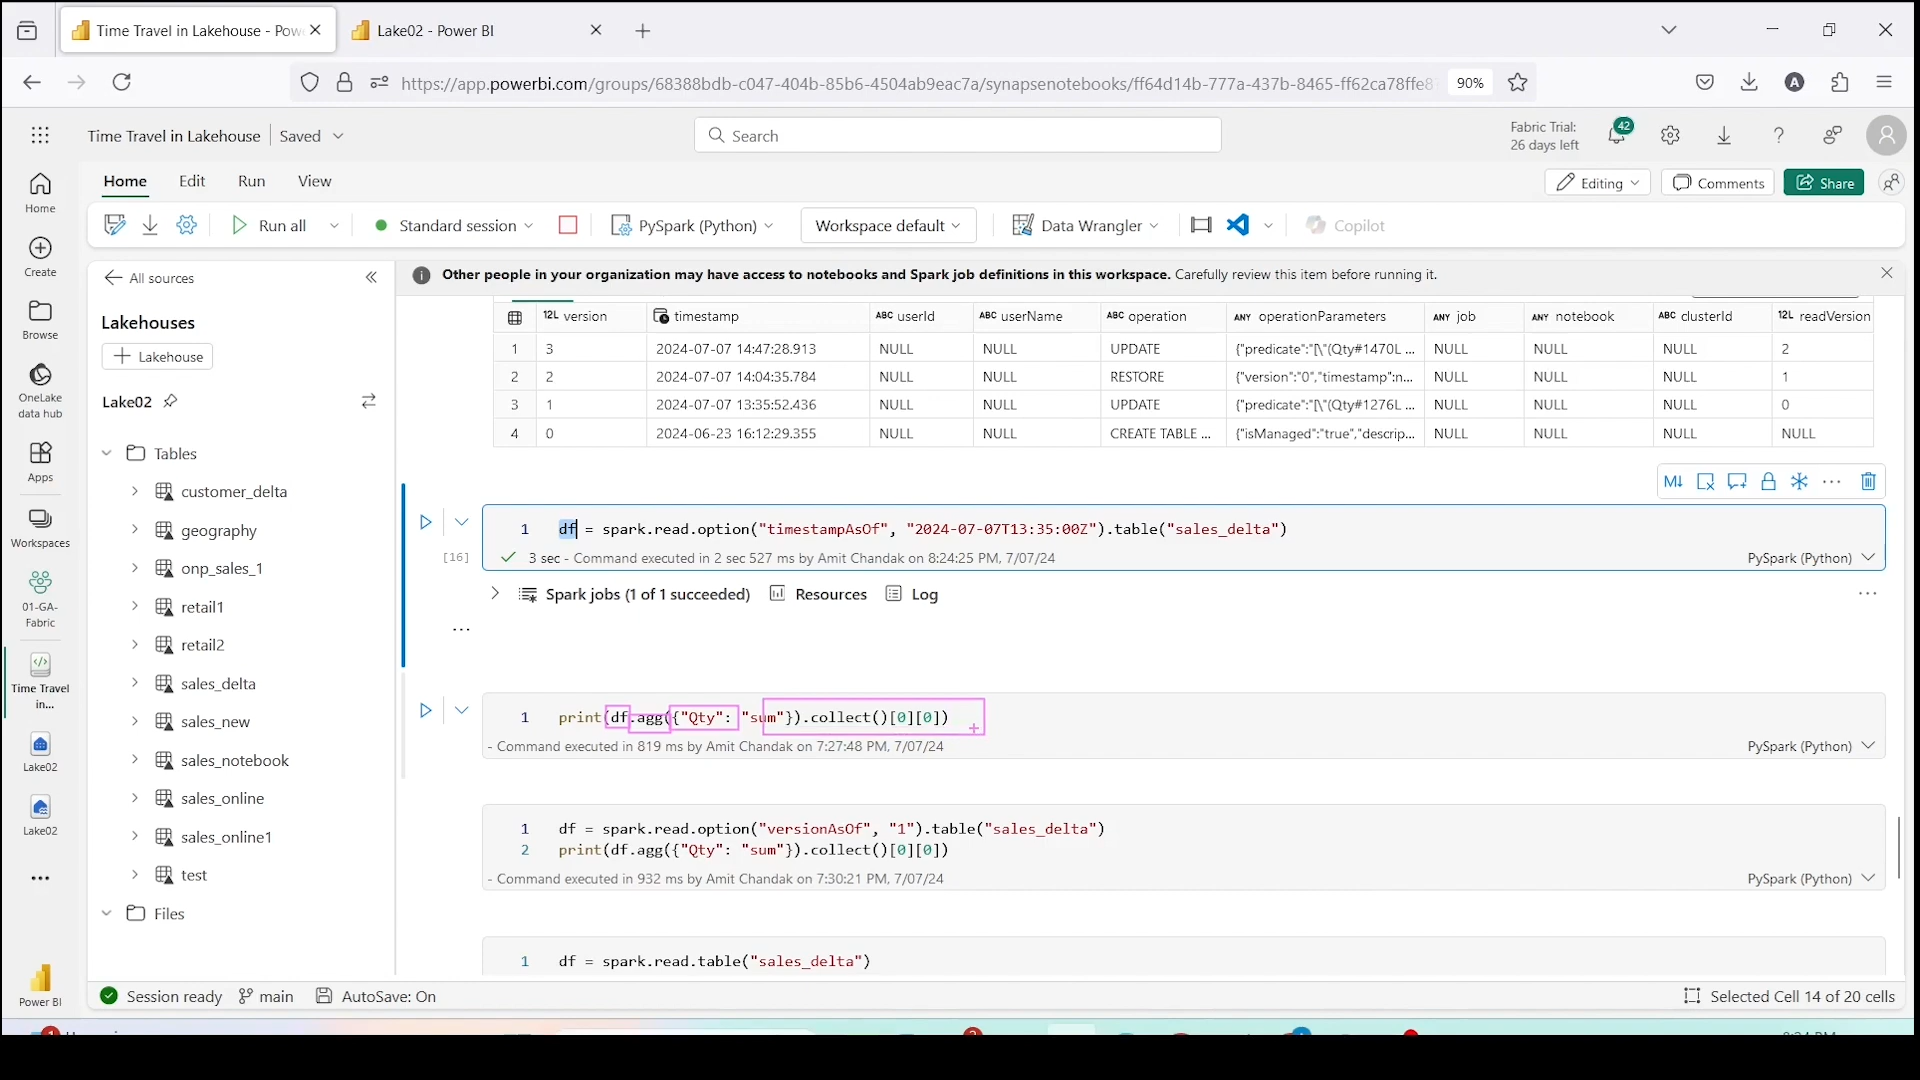 Time Travel in Lakehouse - Pow
Lake02 - Power BI
https://app.powerbi.com/groups/68388bdb-c047-404b-85b6-4504ab9eac7a/synapsenotebooks/ff64d14b-777a-437b-8465-ff62ca78ffe8
90%
A
Time Travel in Lakehouse
Saved
Search
Fabric Trial:
26 days left
42
Home Edit Run View
Editing
Comments
Share
Run all
Standard session
PySpark (Python)
Workspace default
Data Wrangler
Copilot
Home
Create
Browse
OneLake
data hub
Apps
Workspaces
01-GA-
Fabric
Time Travel
in...
Lake02
Lake02
Power BI
All sources
Lakehouses
Lakehouse
Lake02
Tables
customer_delta
geography
onp_sales_1
retail1
retail2
sales_delta
sales_new
sales_notebook
sales_online
sales_online1
test
Files
Other people in your organization may have access to notebooks and Spark job definitions in this workspace. Carefully review this item before running it.
12L version timestamp ABC userId ABC userName ABC operation ANY operationParameters ANY job ANY notebook ABC clusterId 12L readVersion
1 3 2024-07-07 14:47:28.913 NULL NULL UPDATE {"predicate":"[\"(Qty#1470L ... NULL NULL NULL 2
2 2 2024-07-07 14:04:35.784 NULL NULL RESTORE {"version":"0","timestamp":n... NULL NULL NULL 1
3 1 2024-07-07 13:35:52.436 NULL NULL UPDATE {"predicate":"[\"(Qty#1276L ... NULL NULL NULL 0
4 0 2024-06-23 16:12:29.355 NULL NULL CREATE TABLE ... {"isManaged":"true","descrip... NULL NULL NULL NULL
M↓
1 df = spark.read.option("timestampAsOf", "2024-07-07T13:35:00Z").table("sales_delta")
[16]
3 sec - Command executed in 2 sec 527 ms by Amit Chandak on 8:24:25 PM, 7/07/24
PySpark (Python)
Spark jobs (1 of 1 succeeded) Resources Log
1 print(df.agg({"Qty": "sum"}).collect()[0][0])
- Command executed in 819 ms by Amit Chandak on 7:27:48 PM, 7/07/24
PySpark (Python)
1 df = spark.read.option("versionAsOf", "1").table("sales_delta")
2 print(df.agg({"Qty": "sum"}).collect()[0][0])
- Command executed in 932 ms by Amit Chandak on 7:30:21 PM, 7/07/24
PySpark (Python)
1 df = spark.read.table("sales_delta")
Session ready main AutoSave: On
Selected Cell 14 of 20 cells